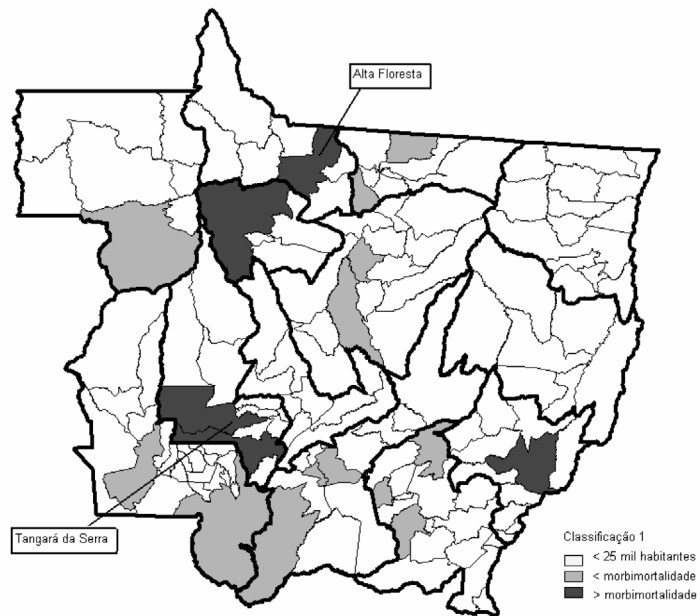 Alta Floresta
Tangará da Serra
Classificação 1
< 25 mil habitantes
< morbimortalidade
> morbimortalidade